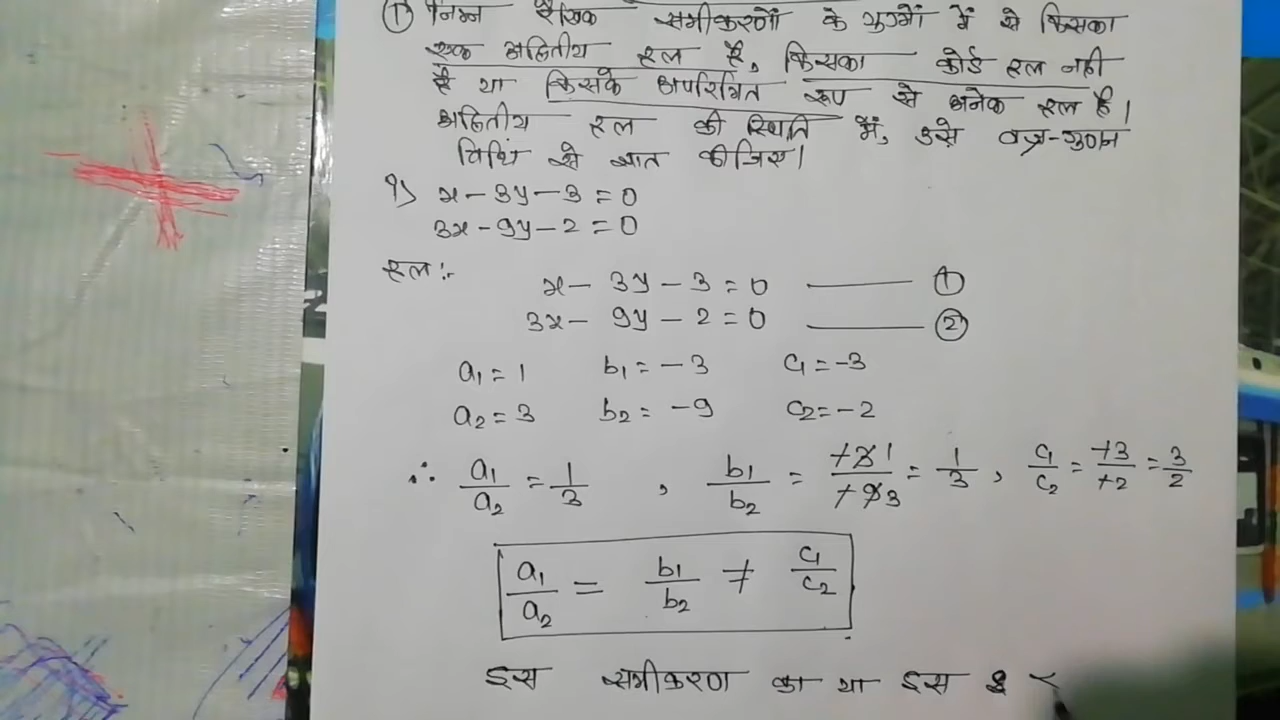 ① निम्न रैखिक समीकरणों के युग्मों में से किसका
एक अद्वितीय हल है, किसका कोई हल नहीं
है या किसके अपरिमित रूप से अनेक हल है।
अद्वितीय हल की स्थिति में, उसे वज्र-गुणन
विधि से ज्ञात कीजिए।
१) x - 3y - 3 = 0
3x - 9y - 2 = 0
हल :-
x - 3y - 3 = 0 ——— ①
3x - 9y - 2 = 0 ——— ②
a₁ = 1 b₁ = -3 c₁ = -3
a₂ = 3 b₂ = -9 c₂ = -2
∴ a₁/a₂ = 1/3 , b₁/b₂ = -3/-9 = 1/3 , c₁/c₂ = -3/-2 = 3/2
a₁/a₂ = b₁/b₂ ≠ c₁/c₂
इस समीकरण का या इस